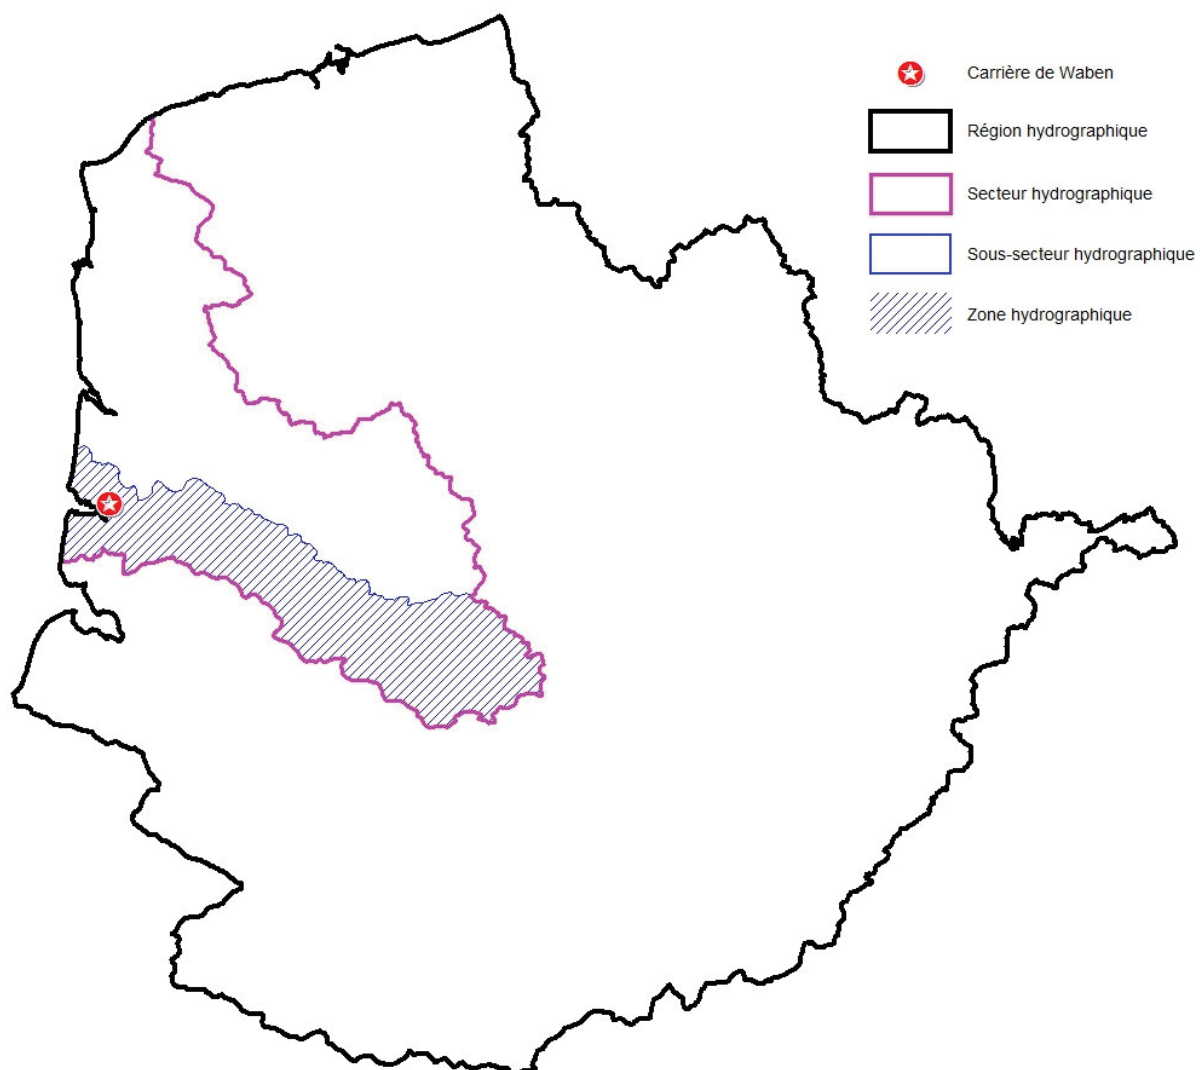 Carrière de Waben
Région hydrographique
Secteur hydrographique
Sous-secteur hydrographique
Zone hydrographique